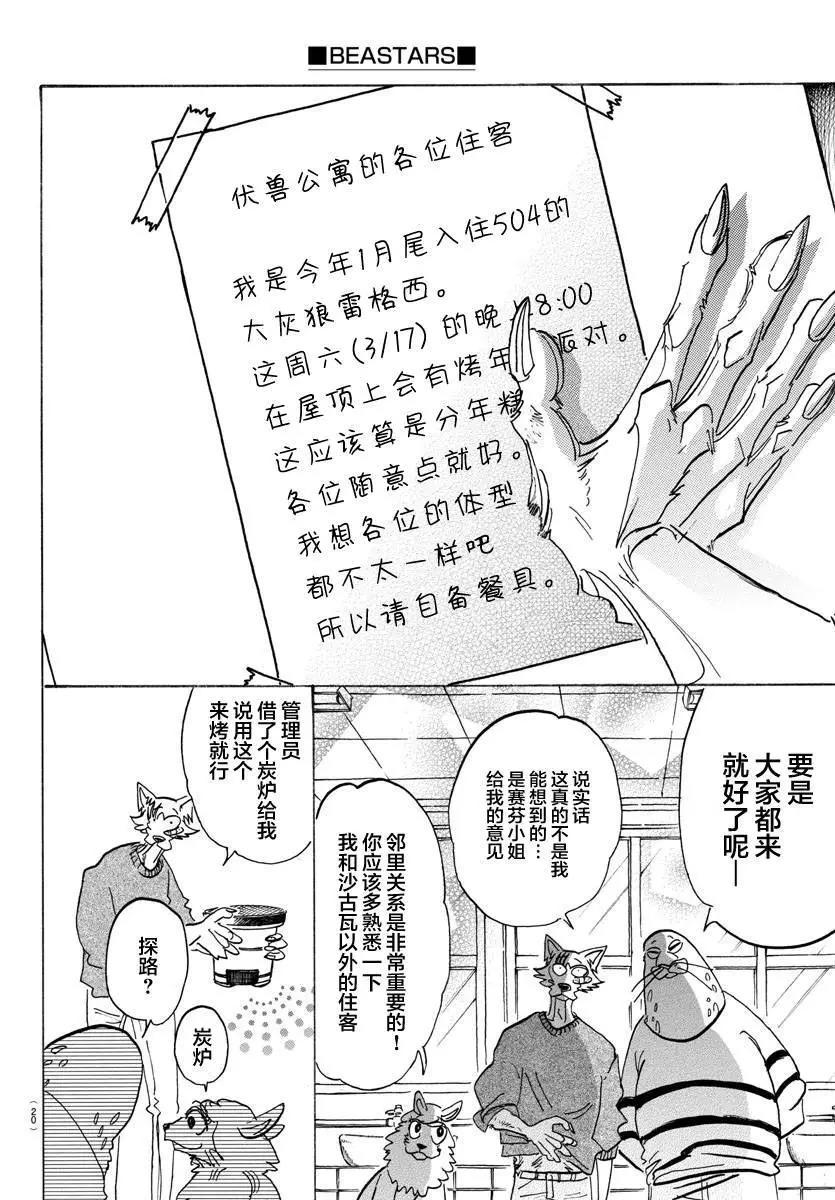 ■BEASTARS■
伏兽公寓的各位住客
我是今年1月尾入住504的
大灰狼雷格西。
这周六(3/17)的晚上8:00
在屋顶上会有烤年 派对。
这应该算是分年糕
各位随意点就好。
我想各位的体型
都不太一样吧
所以请自备餐具。
要是
大家都来
就好了呢—
说实话
这真的不是我
能想到的…
是赛芬小姐
给我的意见
邻里关系是非常重要的！
你应该多熟悉一下
我和沙古瓦以外的住客
管理员
借了个炭炉给我
说用这个
来烤就行
探路？
炭炉
(20)